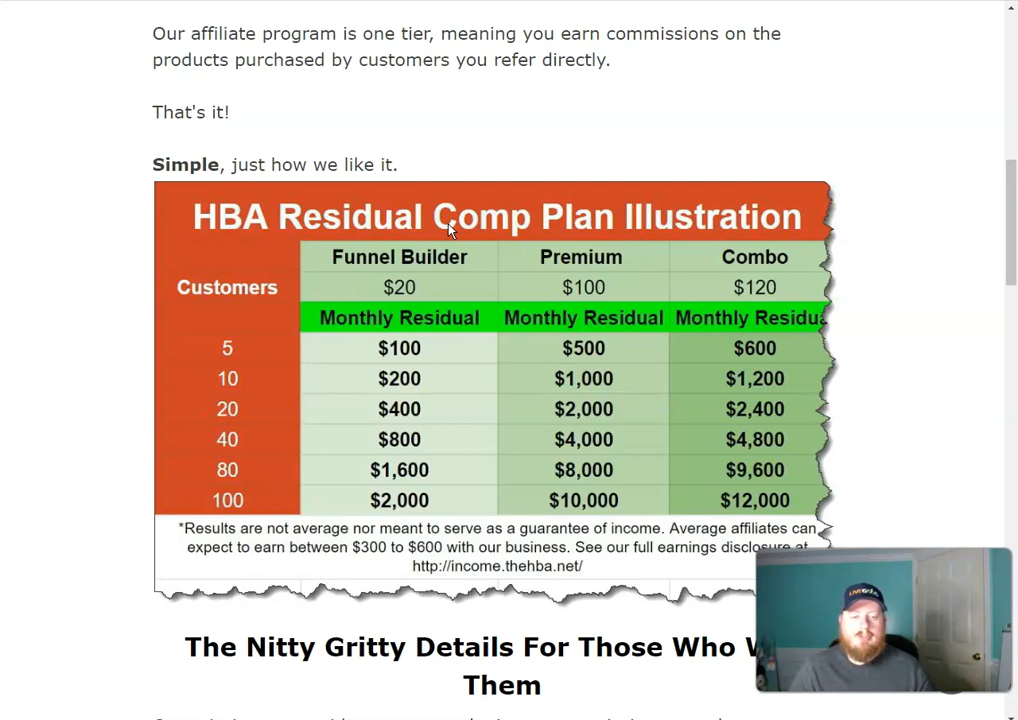 Our affiliate program is one tier, meaning you earn commissions on the
products purchased by customers you refer directly.
That's it!
Simple, just how we like it.
HBA Residual Comp Plan Illustration
Funnel Builder Premium Combo
Customers $20 $100 $120
Monthly Residual Monthly Residual Monthly
5 $100 $500 $600
10 $200 $1,000 $1,200
20 $400 $2,000 $2,400
40 $800 $4,000 $4,800
80 $1,600 $8,000 $9,600
100 $2,000 $10,000 $12,000
*Results are not average nor meant to serve as a guarantee of income. Average affiliates can
expect to earn between $300 to $600 with our business. See our full earnings disclosure at
http://income.thehba.net/
The Nitty Gritty Details For Those Who
Them